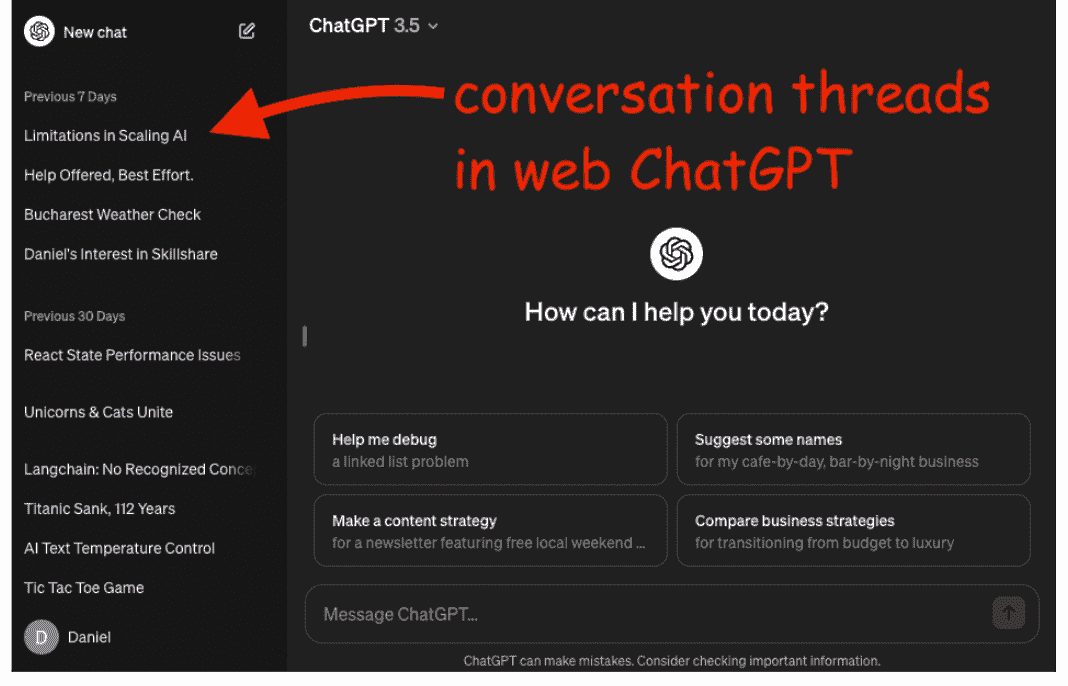 New chat
Previous 7 Days
Limitations in Scaling AI
Help Offered, Best Effort.
Bucharest Weather Check
Daniel's Interest in Skillshare
Previous 30 Days
React State Performance Issues
Unicorns & Cats Unite
Langchain: No Recognized Conce
Titanic Sank, 112 Years
AI Text Temperature Control
Tic Tac Toe Game
D Daniel
ChatGPT 3.5
conversation threads
in web ChatGPT
How can I help you today?
Help me debug
a linked list problem
Suggest some names
for my cafe-by-day, bar-by-night business
Make a content strategy
for a newsletter featuring free local weekend ...
Compare business strategies
for transitioning from budget to luxury
Message ChatGPT...
ChatGPT can make mistakes. Consider checking important information.